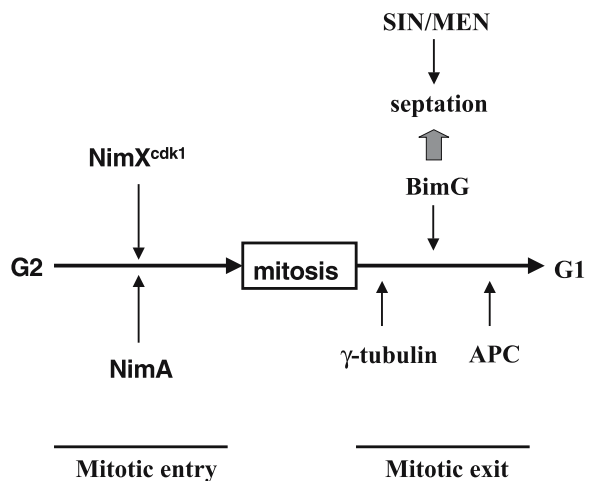 SIN/MEN
septation
NimXcdk1
BimG
G2
mitosis
G1
γ-tubulin
APC
NimA
Mitotic entry
Mitotic exit